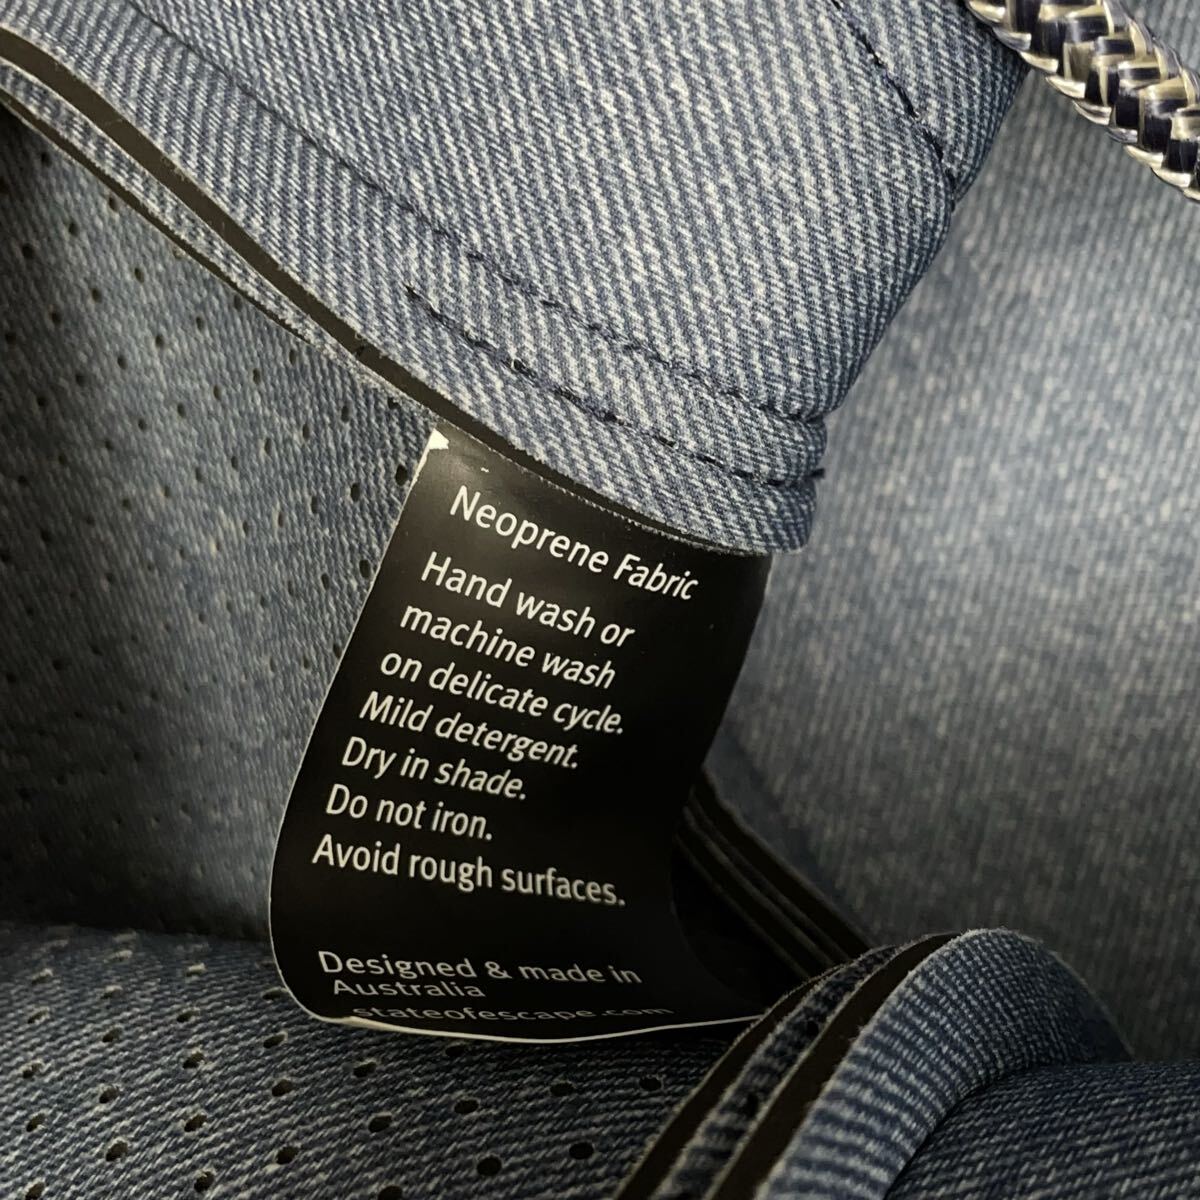 Neoprene Fabric
Hand wash or
machine wash
on delicate cycle.
Mild detergent.
Dry in shade.
Do not iron.
Avoid rough surfaces.
Designed & made in
Australia
stateofescape.com